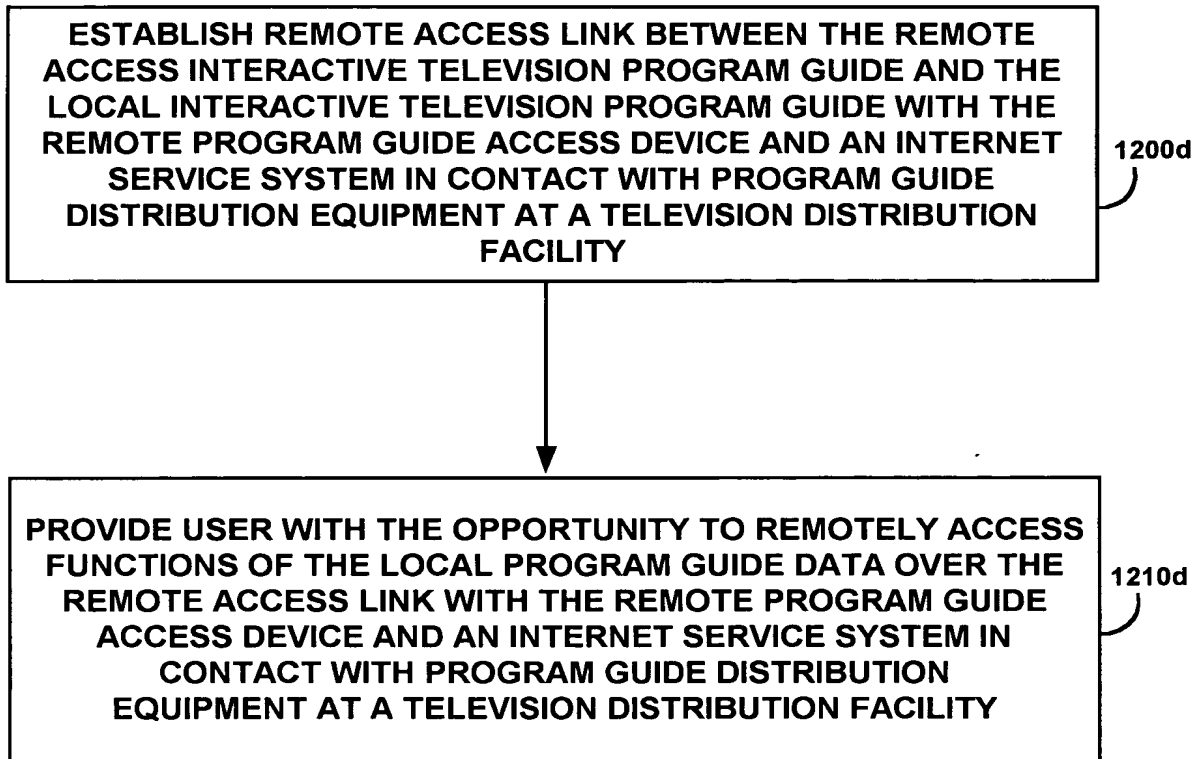 ESTABLISH REMOTE ACCESS LINK BETWEEN THE REMOTE
ACCESS INTERACTIVE TELEVISION PROGRAM GUIDE AND THE
LOCAL INTERACTIVE TELEVISION PROGRAM GUIDE WITH THE
REMOTE PROGRAM GUIDE ACCESS DEVICE AND AN INTERNET
SERVICE SYSTEM IN CONTACT WITH PROGRAM GUIDE
DISTRIBUTION EQUIPMENT AT A TELEVISION DISTRIBUTION
FACILITY
1200d
PROVIDE USER WITH THE OPPORTUNITY TO REMOTELY ACCESS
FUNCTIONS OF THE LOCAL PROGRAM GUIDE DATA OVER THE
REMOTE ACCESS LINK WITH THE REMOTE PROGRAM GUIDE
ACCESS DEVICE AND AN INTERNET SERVICE SYSTEM IN
CONTACT WITH PROGRAM GUIDE DISTRIBUTION
EQUIPMENT AT A TELEVISION DISTRIBUTION FACILITY
1210d